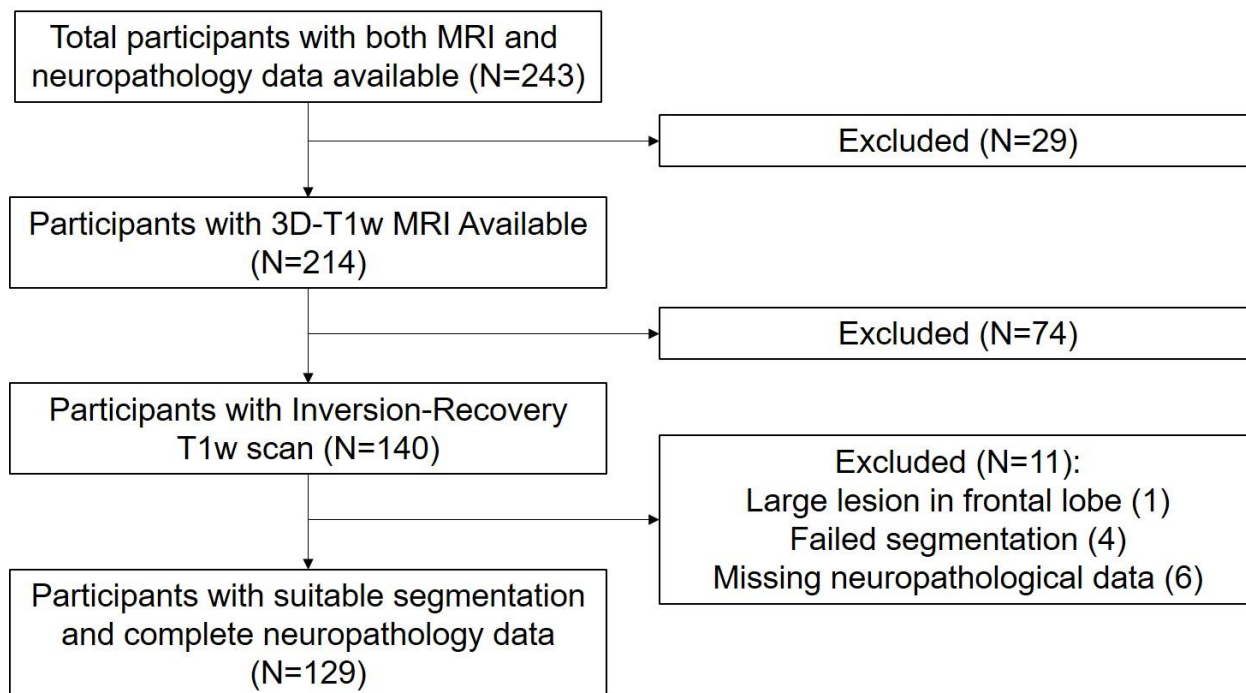 Total participants with both MRI and
neuropathology data available (N=243)
Excluded (N=29)
Participants with 3D-T1w MRI Available
(N=214)
Excluded (N=74)
Participants with Inversion-Recovery
T1w scan (N=140)
Excluded (N=11):
Large lesion in frontal lobe (1)
Failed segmentation (4)
Missing neuropathological data (6)
Participants with suitable segmentation
and complete neuropathology data
(N=129)